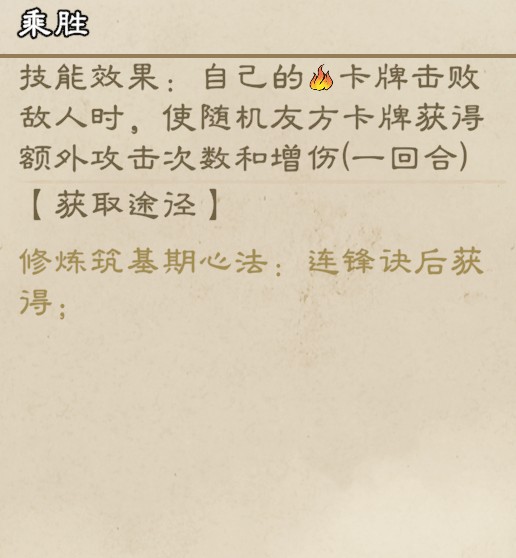 乘胜
技能效果：自己的🔥卡牌击败
敌人时，使随机友方卡牌获得
额外攻击次数和增伤(一回合)
【获取途径】
修炼筑基期心法：连锋诀后获
得；